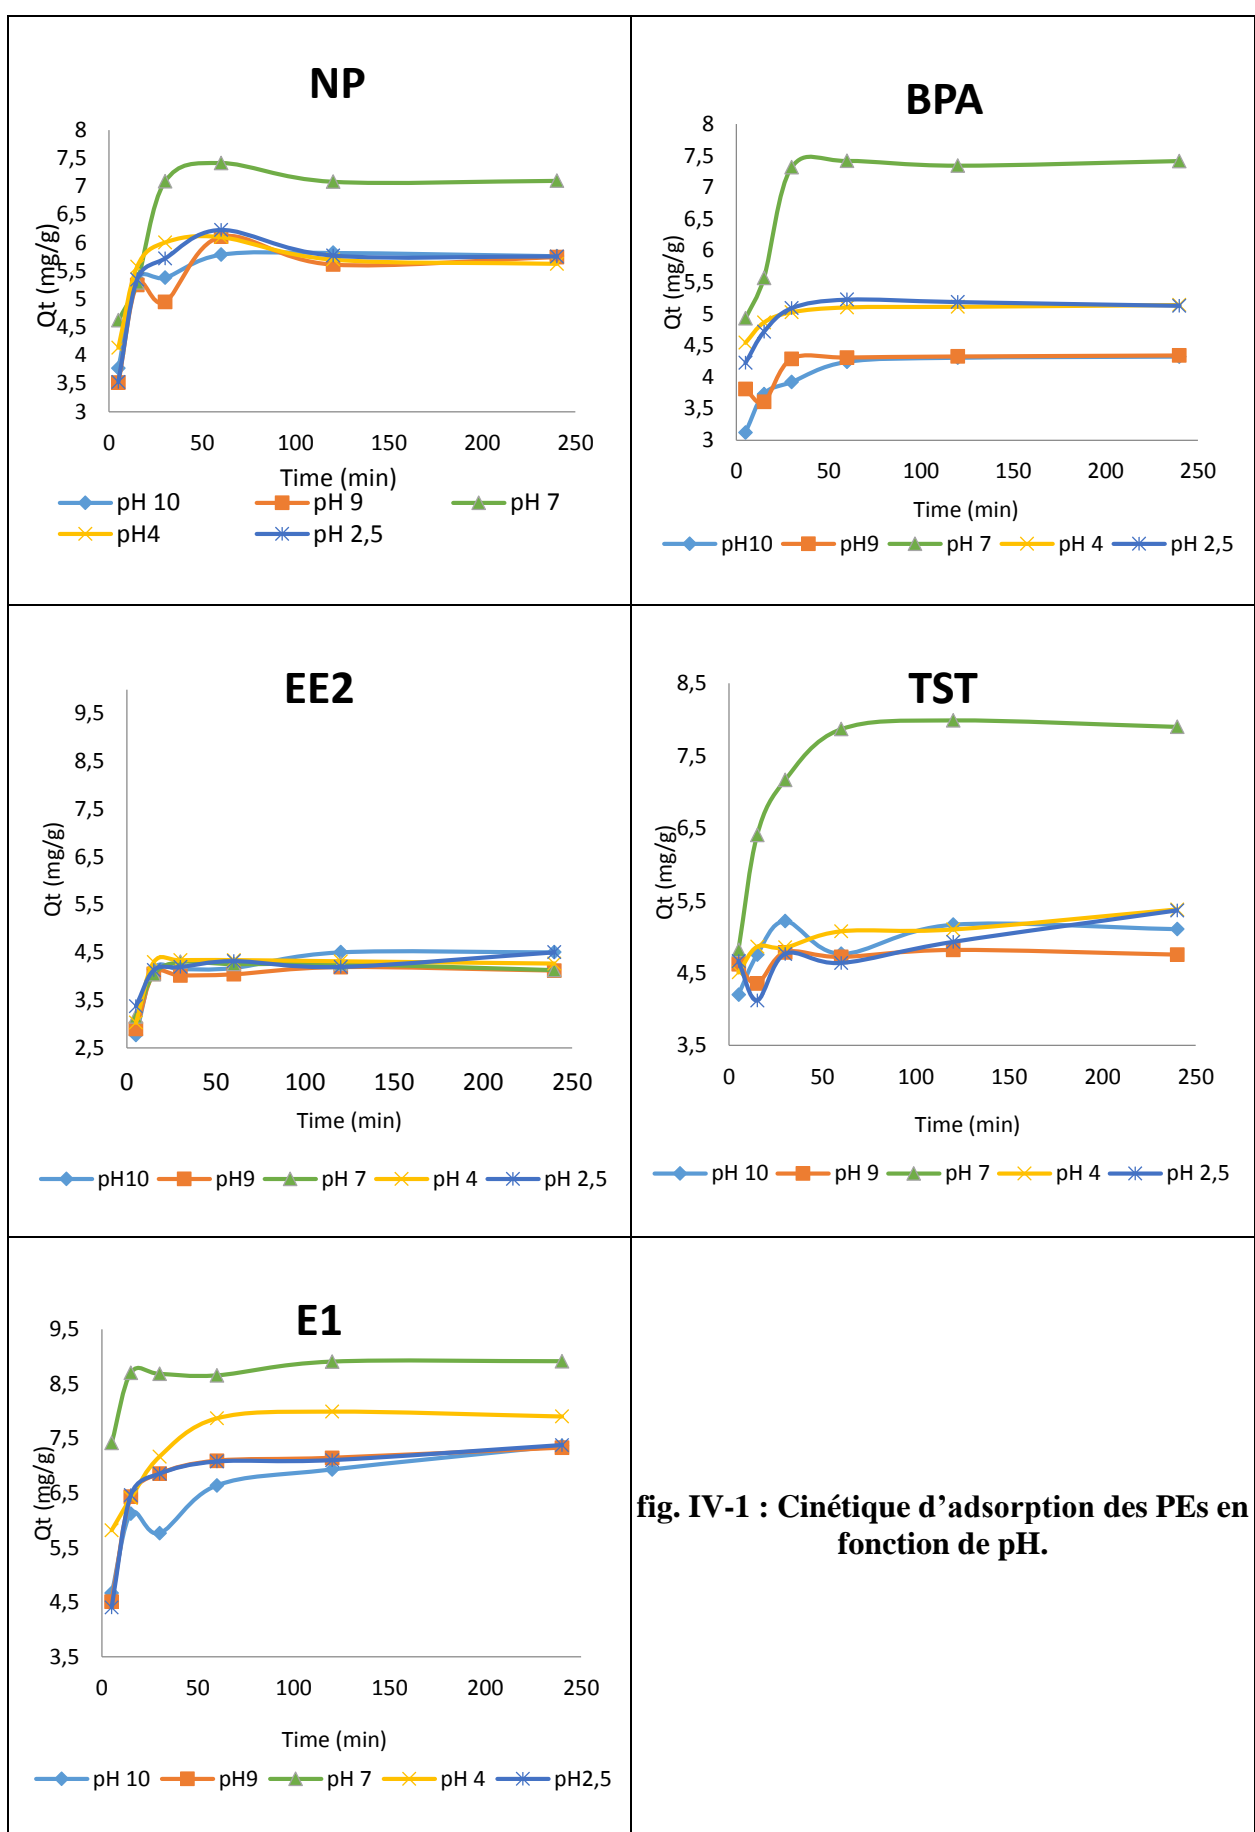 NP
8
7,5
7
6,5
6
5,5
5
4,5
4
3,5
3
Qt (mg/g)
0 50 100 150 200 250
Time (min)
pH 10 pH 9 pH 7
pH4 pH 2,5
BPA
8
7,5
7
6,5
6
5,5
5
4,5
4
3,5
3
Qt (mg/g)
0 50 100 150 200 250
Time (min)
pH10 pH9 pH 7 pH 4 pH 2,5
EE2
9,5
8,5
7,5
6,5
5,5
4,5
3,5
2,5
Qt (mg/g)
0 50 100 150 200 250
Time (min)
pH10 pH9 pH 7 pH 4 pH 2,5
TST
8,5
7,5
6,5
5,5
4,5
3,5
Qt (mg/g)
0 50 100 150 200 250
Time (min)
pH 10 pH 9 pH 7 pH 4 pH 2,5
E1
9,5
8,5
7,5
6,5
5,5
4,5
3,5
Qt (mg/g)
0 50 100 150 200 250
Time (min)
pH 10 pH9 pH 7 pH 4 pH2,5
fig. IV-1 : Cinétique d’adsorption des PEs en
fonction de pH.